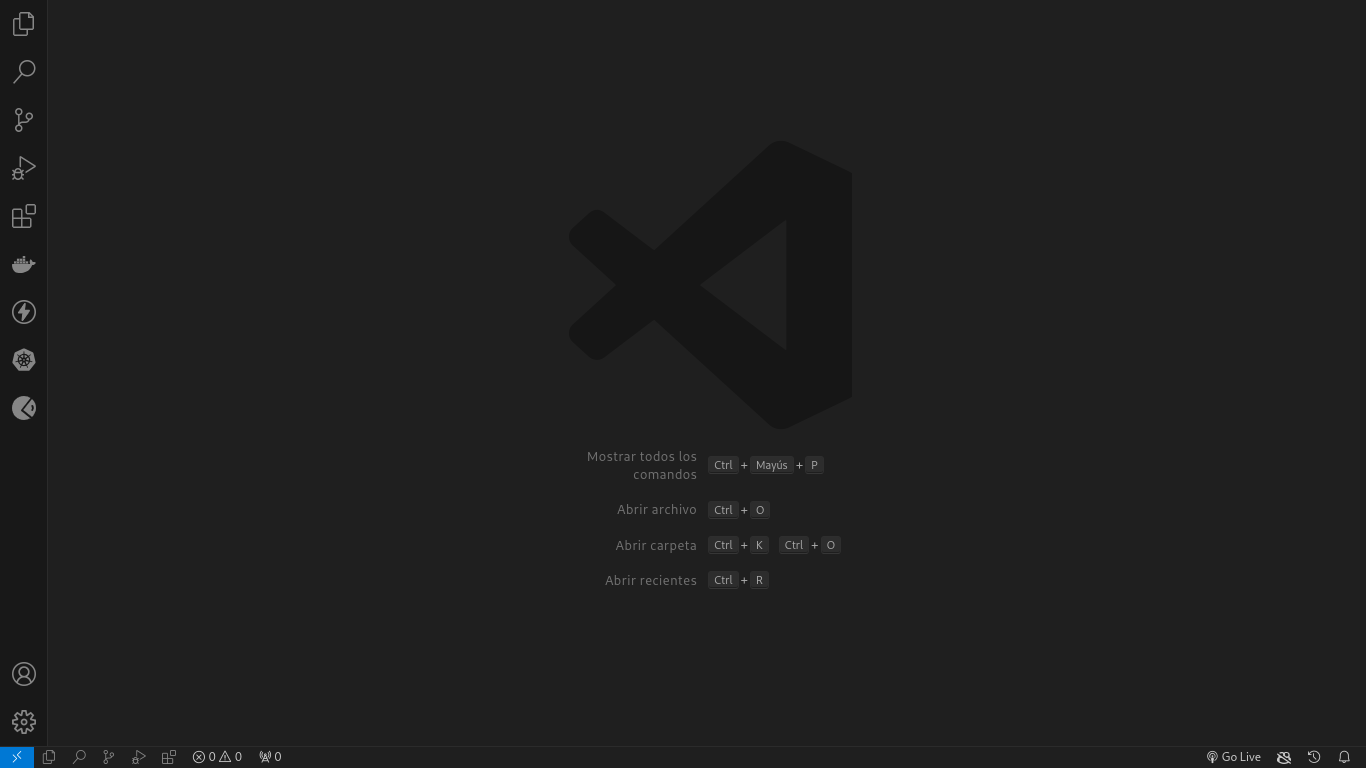 Mostrar todos los
comandos
Ctrl + Mayús + P
Abrir archivo Ctrl + O
Abrir carpeta Ctrl + K Ctrl + O
Abrir recientes Ctrl + R
0 0 0 Go Live